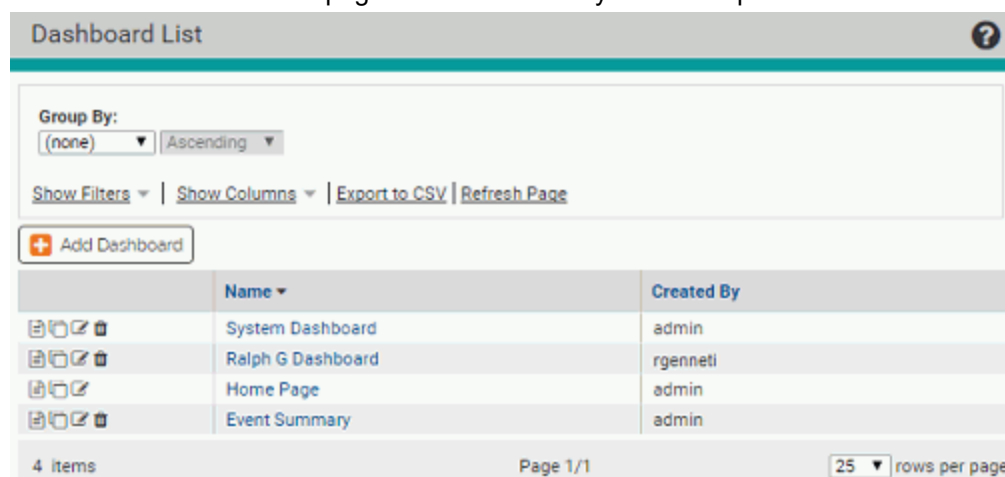 Dashboard List
Group By:
(none) Ascending
Show Filters | Show Columns | Export to CSV | Refresh Page
Add Dashboard
Name Created By
System Dashboard admin
Ralph G Dashboard rgenneti
Home Page admin
Event Summary admin
4 items Page 1/1 25 rows per page